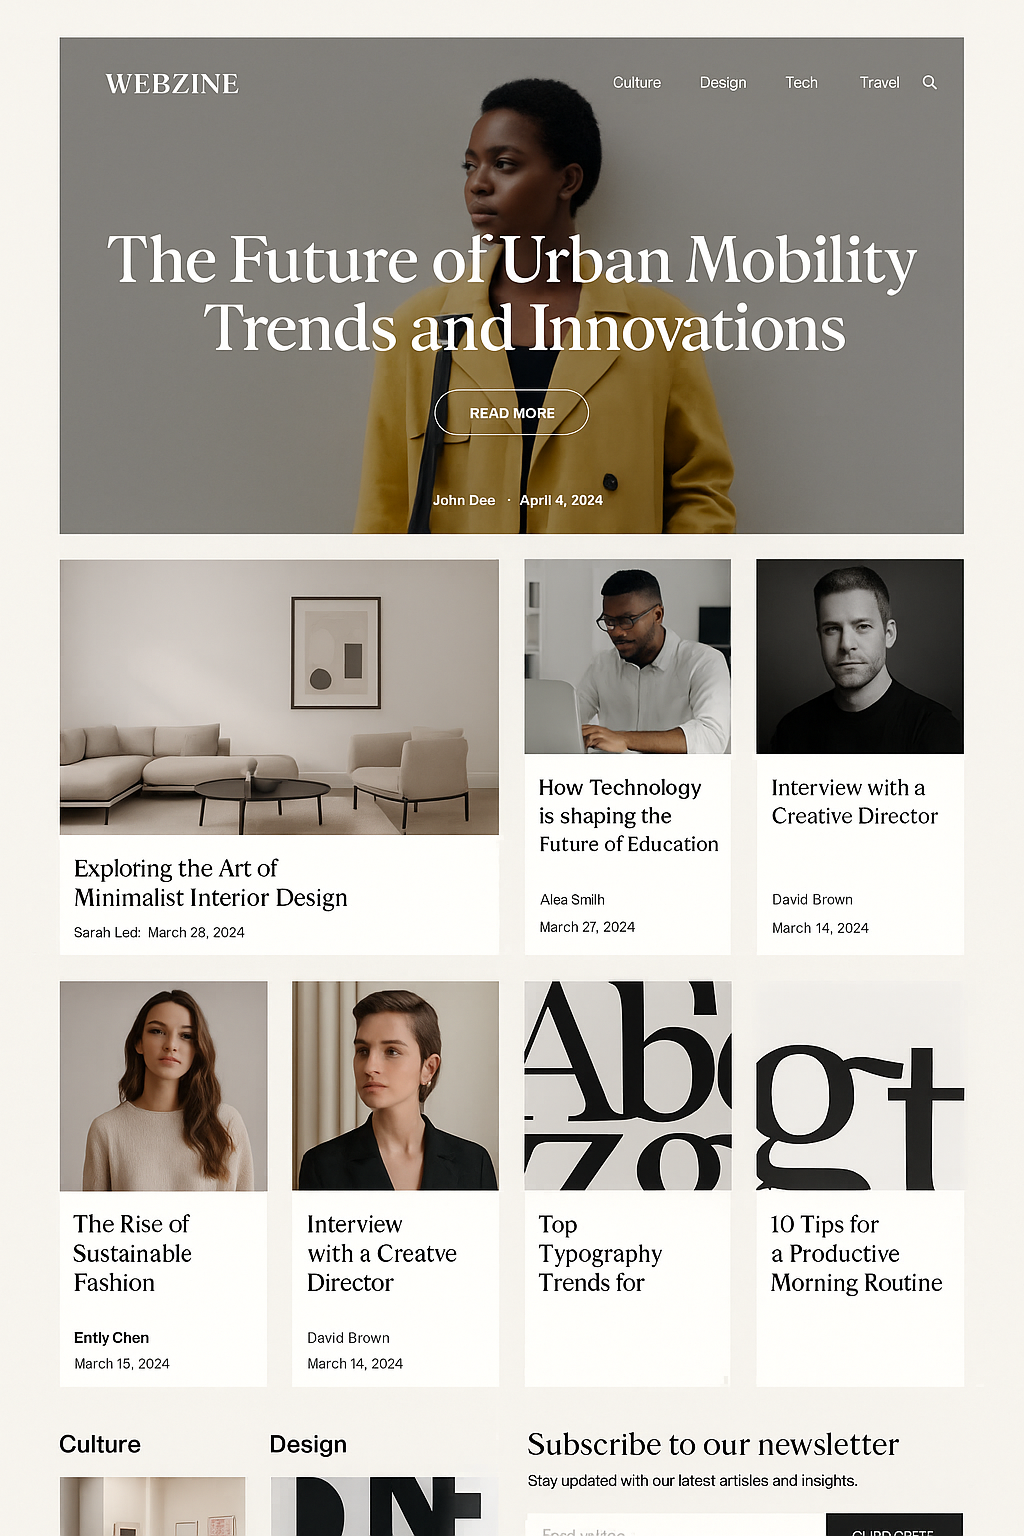 WEBZINE
Culture Design Tech Travel
The Future of Urban Mobility
Trends and Innovations
READ MORE
John Dee · Aprll 4, 2024
Exploring the Art of
Minimalist Interior Design
Sarah Led: March 28, 2024
How Technology
is shaping the
Future of Education
Alea Smilh
March 27, 2024
Interview with a
Creative Director
David Brown
March 14, 2024
Abc
zg
gt
The Rise of
Sustainable
Fashion
Ently Chen
March 15, 2024
Interview
with a Creatve
Director
David Brown
March 14, 2024
Top
Typography
Trends for
10 Tips for
a Productive
Morning Routine
Culture
Design
Subscribe to our newsletter
Stay updated with our latest artisles and insights.